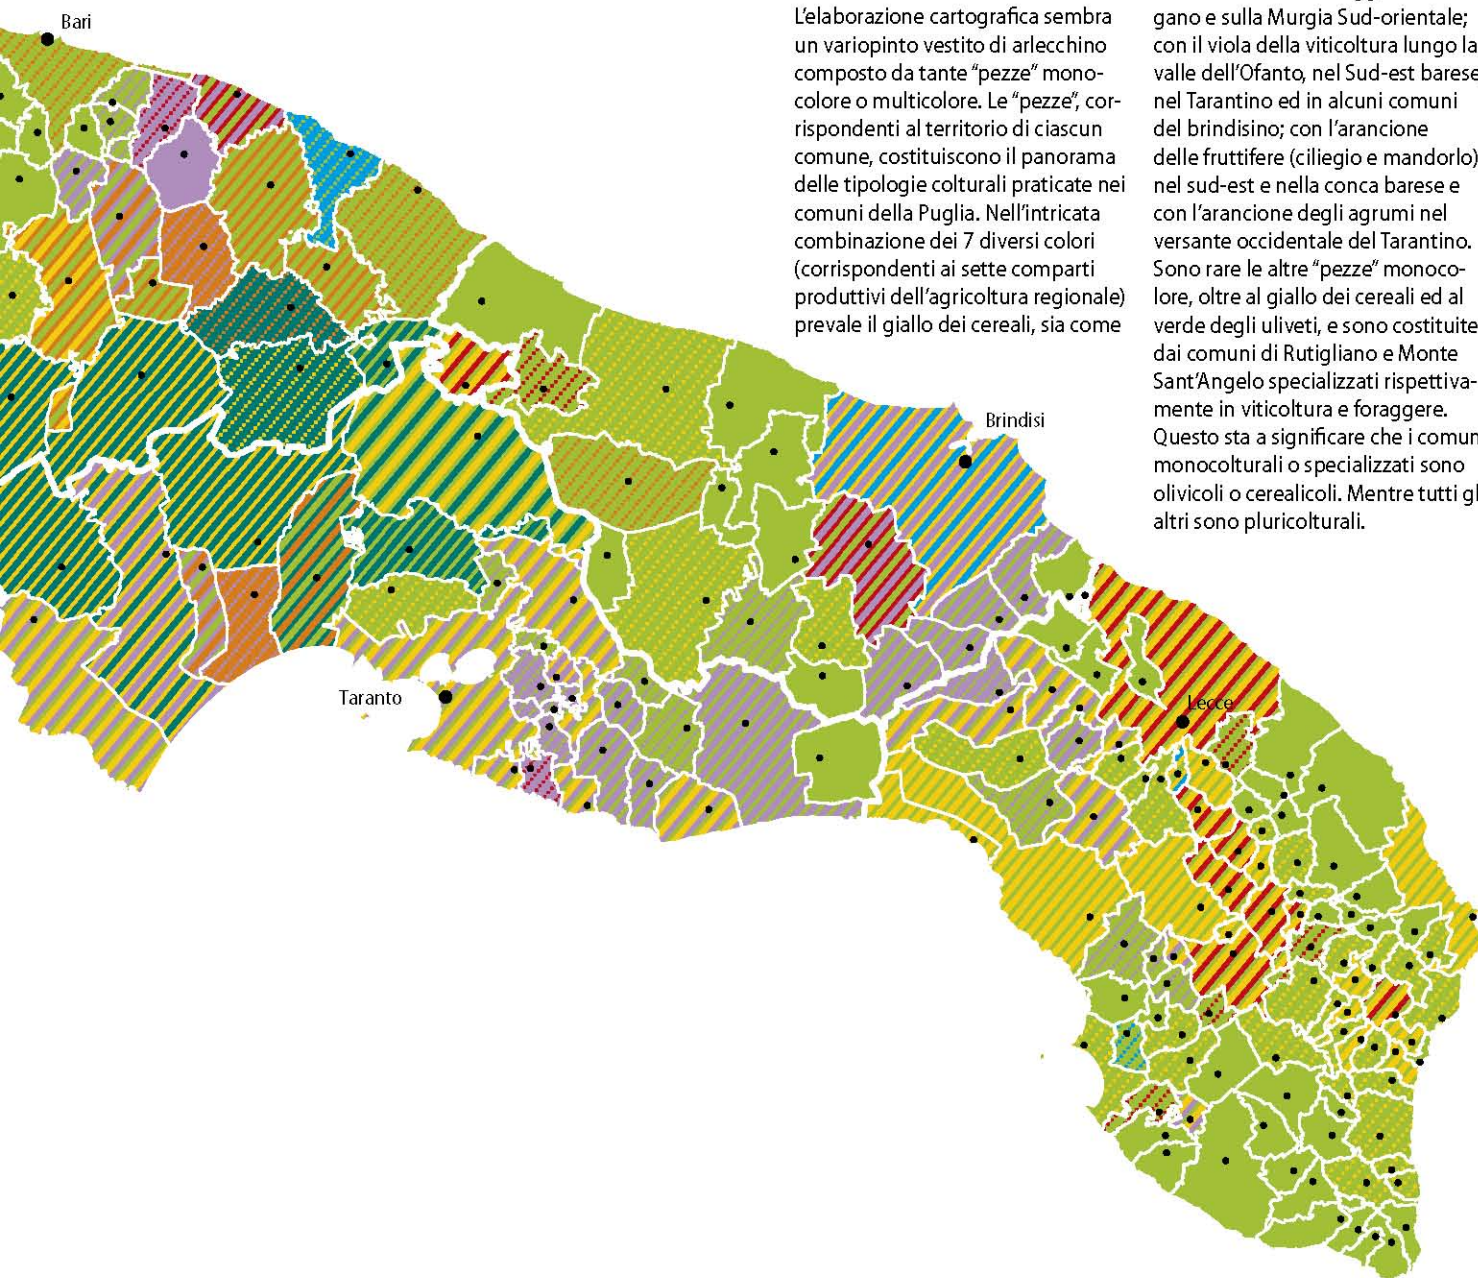 Bari
L'elaborazione cartografica sembra
un variopinto vestito di arlecchino
composto da tante "pezze" mono-
colore o multicolore. Le "pezze", cor-
rispondenti al territorio di ciascun
comune, costituiscono il panorama
delle tipologie colturali praticate nei
comuni della Puglia. Nell'intricata
combinazione dei 7 diversi colori
(corrispondenti ai sette comparti
produttivi dell'agricoltura regionale)
prevale il giallo dei cereali, sia come
gano e sulla Murgia Sud-orientale;
con il viola della viticoltura lungo la
valle dell'Ofanto, nel Sud-est barese
nel Tarantino ed in alcuni comuni
del brindisino; con l'arancione
delle fruttifere (ciliegio e mandorlo)
nel sud-est e nella conca barese e
con l'arancione degli agrumi nel
versante occidentale del Tarantino.
Sono rare le altre "pezze" monoco-
lore, oltre al giallo dei cereali ed al
verde degli uliveti, e sono costituite
dai comuni di Rutigliano e Monte
Sant'Angelo specializzati rispettiva-
mente in viticoltura e foraggere.
Questo sta a significare che i comun
monocolturali o specializzati sono
olivicoli o cerealicoli. Mentre tutti gl
altri sono pluricolturali.
Brindisi
Taranto
Lecce